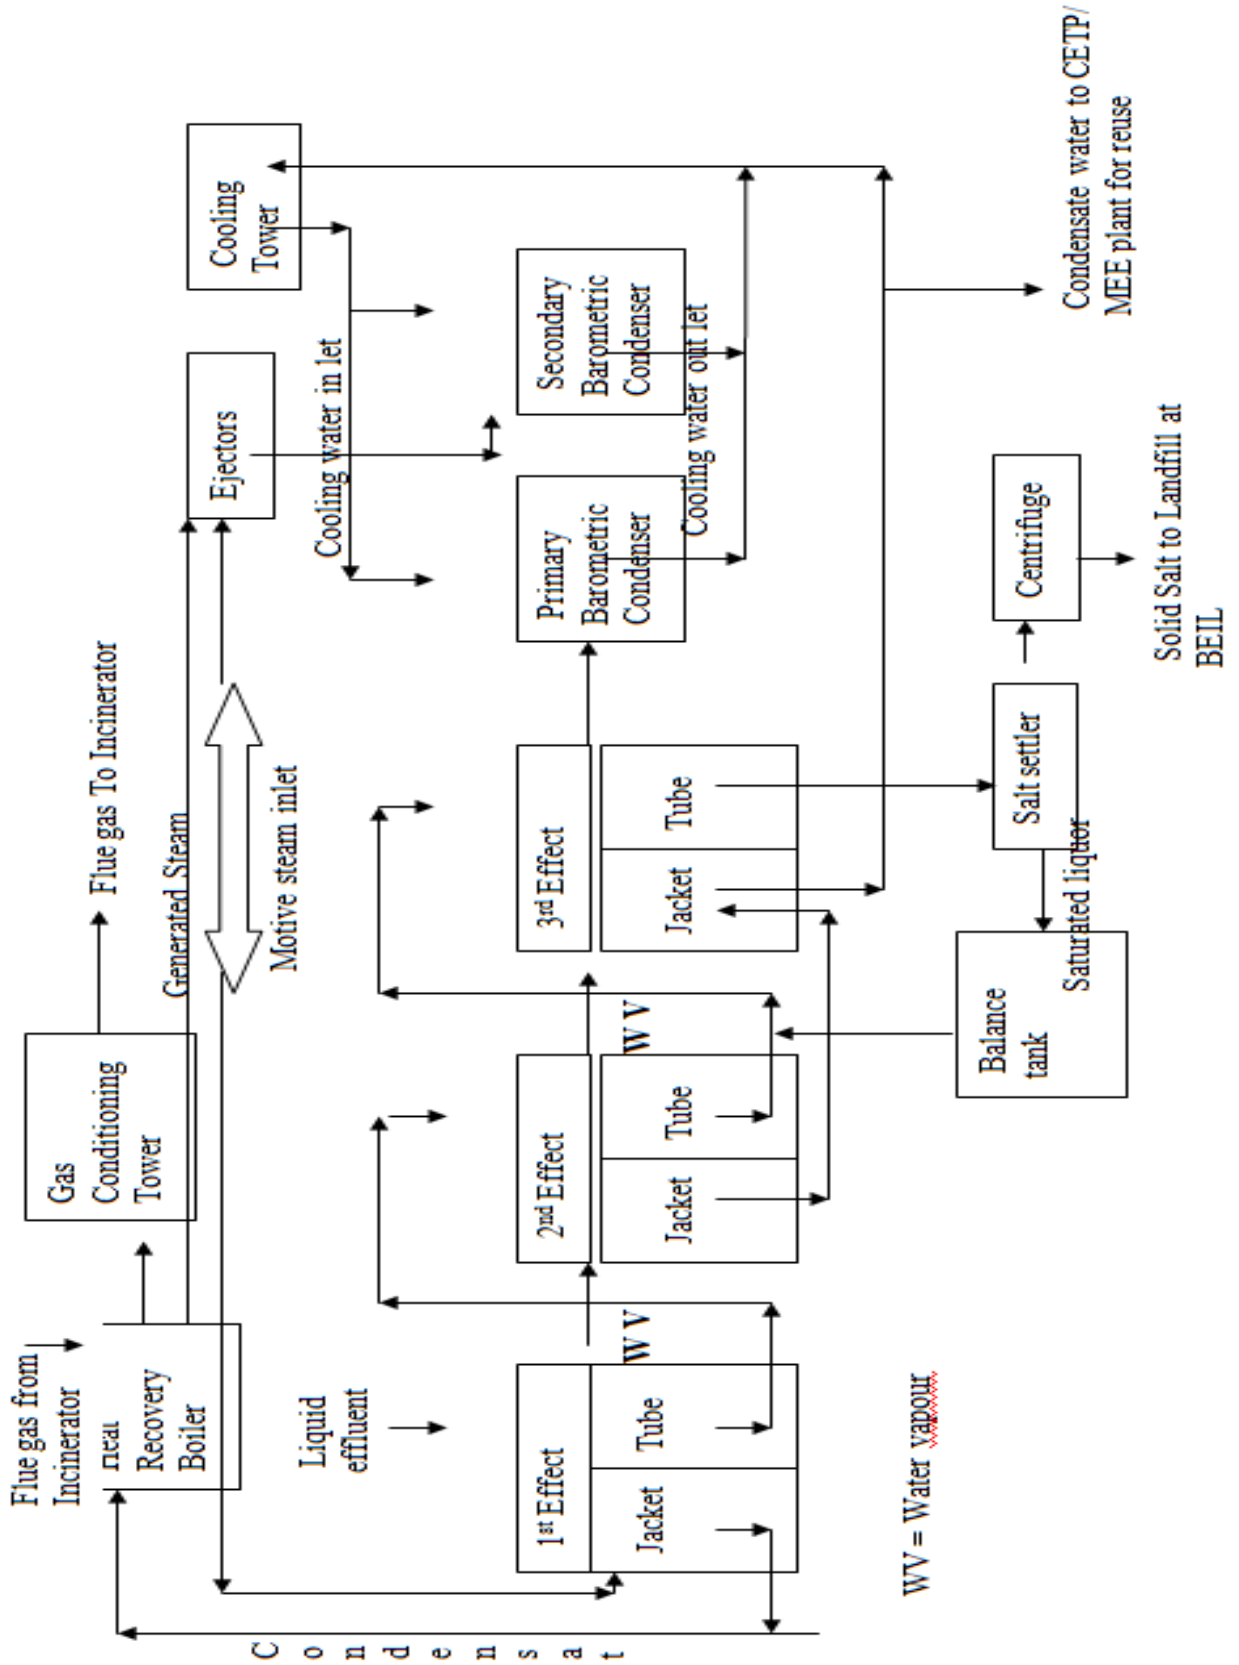 Flue gas from
Incinerator
Heat
Recovery
Boiler
Gas
Conditioning
Tower
Flue gas To Incinerator
Generated Steam
Motive steam inlet
Ejectors
Cooling
Tower
Cooling water in let
Liquid
effluent
1st Effect
Jacket
Tube
W V
2nd Effect
Jacket
Tube
W V
3rd Effect
Jacket
Tube
Primary
Barometric
Condenser
Secondary
Barometric
Condenser
Cooling water out let
Condensat
Balance
tank
Saturated liquor
Salt settler
Centrifuge
Solid Salt to Landfill at
BEIL
Condensate water to CETP/
MEE plant for reuse
WV = Water vapour